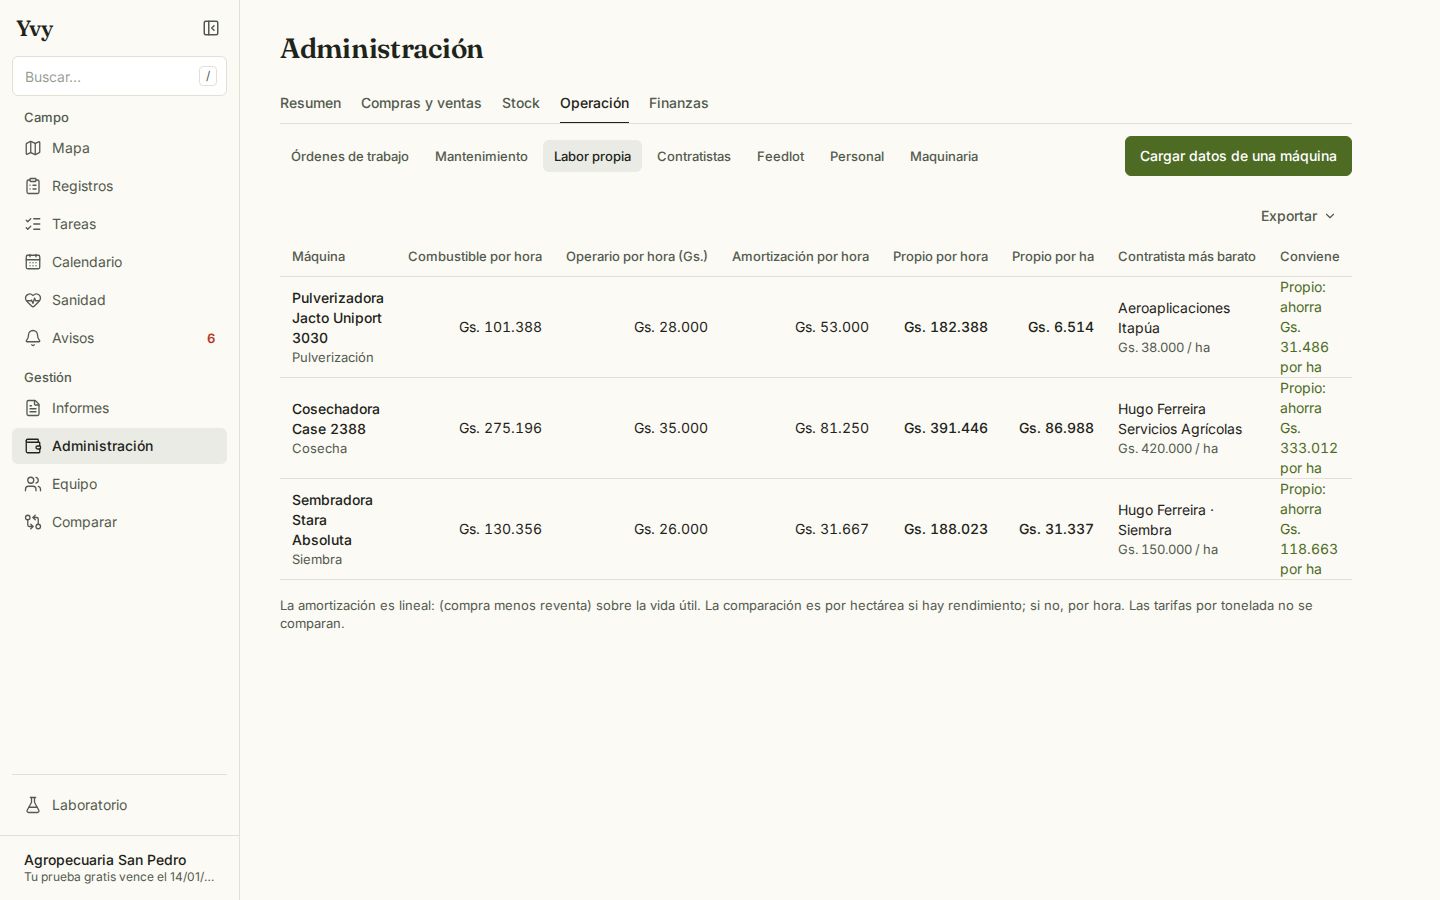 Yvy
Buscar...
/
Campo
Mapa
Registros
Tareas
Calendario
Sanidad
Avisos 6
Gestión
Informes
Administración
Equipo
Comparar
Laboratorio
Agropecuaria San Pedro
Tu prueba gratis vence el 14/01/...
Administración
Resumen Compras y ventas Stock Operación Finanzas
Órdenes de trabajo Mantenimiento Labor propia Contratistas Feedlot Personal Maquinaria
Cargar datos de una máquina
Exportar
Máquina Combustible por hora Operario por hora (Gs.) Amortización por hora Propio por hora Propio por ha Contratista más barato Conviene
Pulverizadora
Jacto Uniport
3030
Pulverización
Gs. 101.388 Gs. 28.000 Gs. 53.000 Gs. 182.388 Gs. 6.514
Aeroaplicaciones
Itapúa
Gs. 38.000 / ha
Propio:
ahorra
Gs.
31.486
por ha
Cosechadora
Case 2388
Cosecha
Gs. 275.196 Gs. 35.000 Gs. 81.250 Gs. 391.446 Gs. 86.988
Hugo Ferreira
Servicios Agrícolas
Gs. 420.000 / ha
Propio:
ahorra
Gs.
333.012
por ha
Sembradora
Stara
Absoluta
Siembra
Gs. 130.356 Gs. 26.000 Gs. 31.667 Gs. 188.023 Gs. 31.337
Hugo Ferreira ·
Siembra
Gs. 150.000 / ha
Propio:
ahorra
Gs.
118.663
por ha
La amortización es lineal: (compra menos reventa) sobre la vida útil. La comparación es por hectárea si hay rendimiento; si no, por hora. Las tarifas por tonelada no se
comparan.